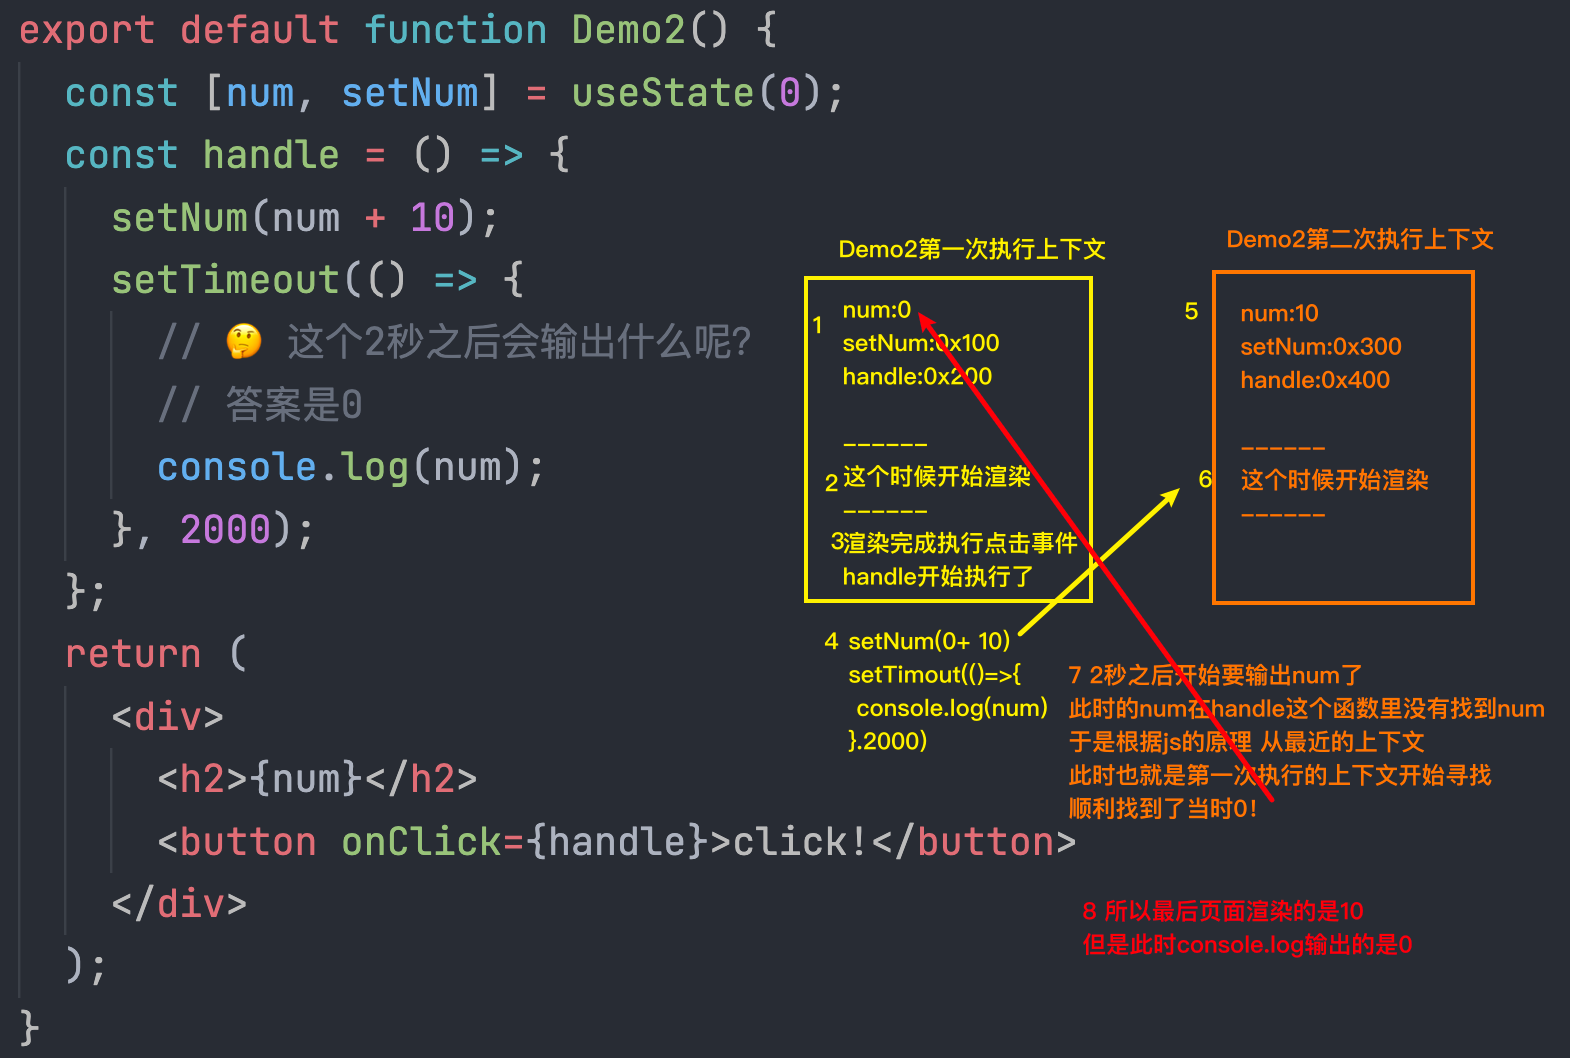 export default function Demo2() {
const [num, setNum] = useState(0);
const handle = () => {
setNum(num + 10);
setTimeout(() => {
// 🤔 这个2秒之后会输出什么呢?
// 答案是0
console.log(num);
}, 2000);
};
return (
<div>
<h2>{num}</h2>
<button onClick={handle}>click!</button>
</div>
);
}
Demo2第一次执行上下文
1 num:0
setNum:0x100
handle:0x200
------
2 这个时候开始渲染
------
3渲染完成执行点击事件
handle开始执行了
4 setNum(0+ 10)
setTimout(()=>{
console.log(num)
}.2000)
Demo2第二次执行上下文
5 num:10
setNum:0x300
handle:0x400
------
6 这个时候开始渲染
------
7 2秒之后开始要输出num了
此时的num在handle这个函数里没有找到num
于是根据js的原理 从最近的上下文
此时也就是第一次执行的上下文开始寻找
顺利找到了当时0!
8 所以最后页面渲染的是10
但是此时console.log输出的是0